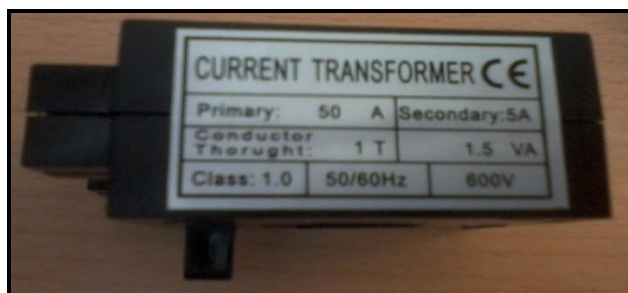 CURRENT TRANSFORMER CE
Primary: 50 A Secondary:5A
Conductor
Thorught: 1 T 1.5 VA
Class: 1.0 50/60Hz 600V